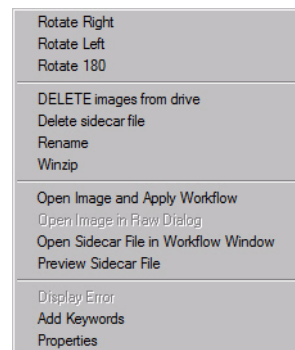 Rotate Right
Rotate Left
Rotate 180
DELETE images from drive
Delete sidecar file
Rename
Winzip
Open Image and Apply Workflow
Open Image in Raw Dialog
Open Sidecar File in Workflow Window
Preview Sidecar File
Display Error
Add Keywords
Properties